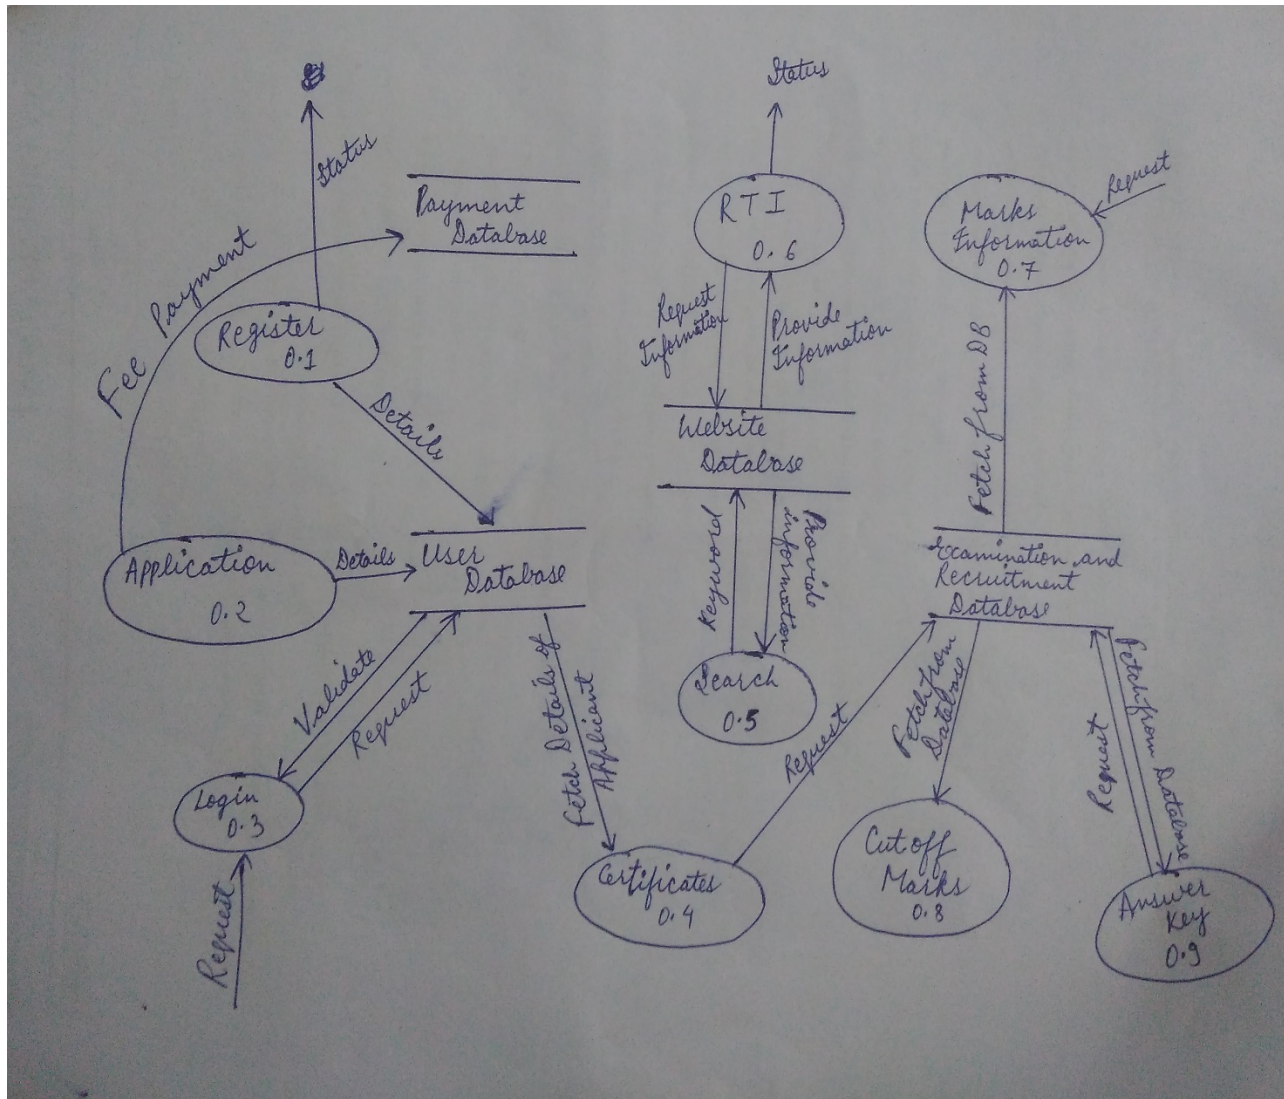 Status
Status
Payment
Database
Fee Payment
Register
0.1
Details
RTI
0.6
Request
Information
Provide
Information
Marks
Information
0.7
Request
Website
Database
Fetch from DB
Application
0.2
Details
User
Database
Keyword
Provide
information
Examination and
Recruitment
Database
Validate
Request
Fetch Details of
Applicant
Search
0.5
Request
Fetch from
Database
Request
Fetch from Database
Login
0.3
Request
Certificates
0.4
Cut off
Marks
0.8
Answer
Key
0.9